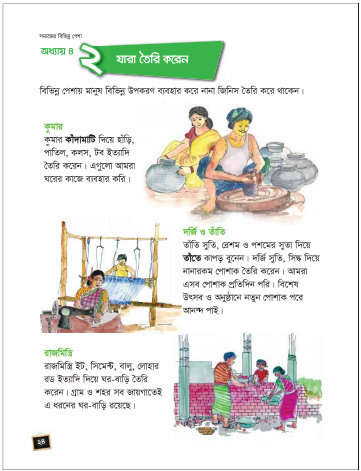 সমাজের বিভিন্ন পেশা
অধ্যায় ৪
২
যারা তৈরি করেন
বিভিন্ন পেশায় মানুষ বিভিন্ন উপকরণ ব্যবহার করে নানা জিনিস তৈরি করে থাকেন।
কুমার
কুমার কাঁদামাটি দিয়ে হাঁড়ি,
পাতিল, কলস, টব ইত্যাদি
তৈরি করেন। এগুলো আমরা
ঘরের কাজে ব্যবহার করি।
দর্জি ও তাঁতি
তাঁতি সুতি, রেশম ও পশমের সুতা দিয়ে
তাঁতে কাপড় বুনেন। দর্জি সুতি, সিল্ক দিয়ে
নানারকম পোশাক তৈরি করেন। আমরা
এসব পোশাক প্রতিদিন পরি। বিশেষ
উৎসব ও অনুষ্ঠানে নতুন পোশাক পরে
আনন্দ পাই।
রাজমিস্ত্রি
রাজমিস্ত্রি ইট, সিমেন্ট, বালু, লোহার
রড ইত্যাদি দিয়ে ঘর-বাড়ি তৈরি
করেন। গ্রাম ও শহর সব জায়গাতেই
এ ধরনের ঘর-বাড়ি রয়েছে।
২৪